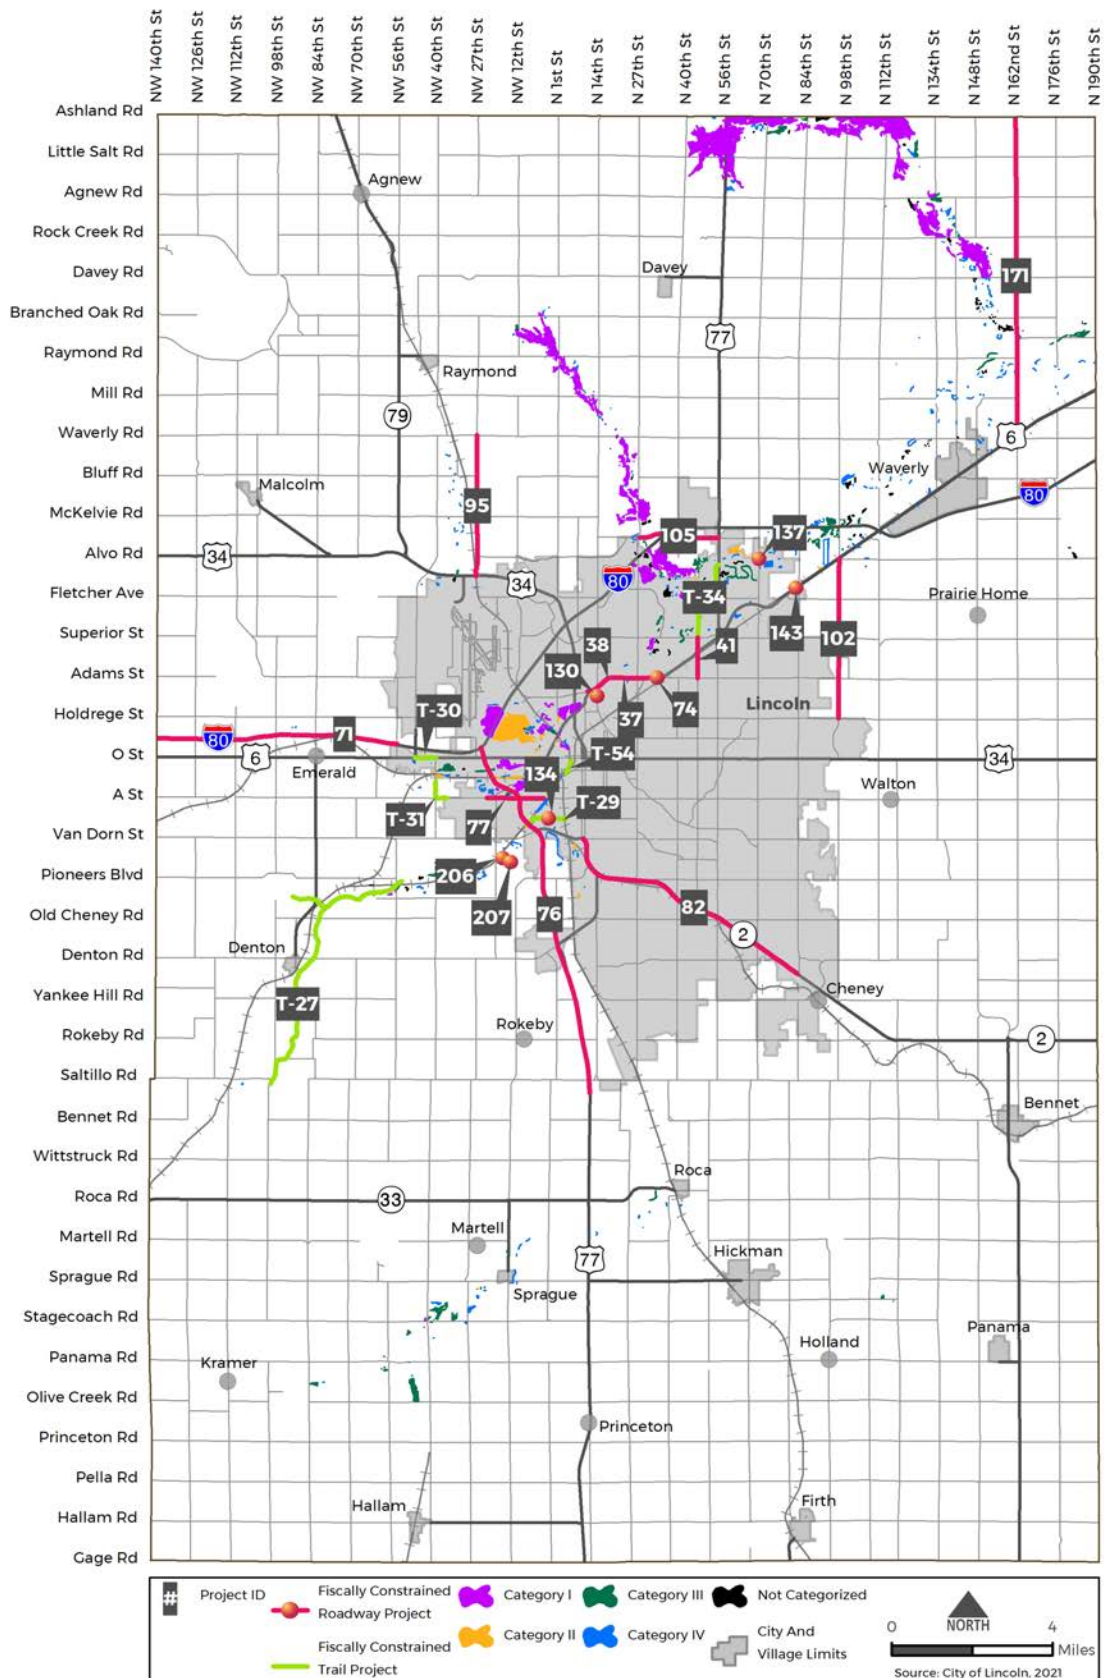 NW 140th St
NW 126th St
NW 112th St
NW 98th St
NW 84th St
NW 70th St
NW 56th St
NW 40th St
NW 27th St
NW 12th St
N 1st St
N 14th St
N 27th St
N 40th St
N 56th St
N 70th St
N 84th St
N 98th St
N 112th St
N 134th St
N 148th St
N 162nd St
N 176th St
N 190th St
Ashland Rd
Little Salt Rd
Agnew Rd
Agnew
Rock Creek Rd
Davey Rd
Davey
171
Branched Oak Rd
77
Raymond Rd
Raymond
Mill Rd
79
Waverly Rd
6
Bluff Rd
Waverly
Malcolm
80
95
McKelvie Rd
105
137
Alvo Rd
34
34
80
Fletcher Ave
T-34
Prairie Home
Superior St
38
41
143
102
Adams St
130
74
Lincoln
Holdrege St
T-30
37
71
80
O St
6
Emerald
T-54
34
134
Walton
A St
T-31
77
T-29
Van Dorn St
Pioneers Blvd
206
207
76
82
Old Cheney Rd
2
Denton
Denton Rd
Yankee Hill Rd
T-27
Cheney
Rokeby
Rokeby Rd
2
Saltillo Rd
Bennet
Bennet Rd
Wittstruck Rd
Roca
Roca Rd
33
Martell
Martell Rd
77
Hickman
Sprague Rd
Sprague
Stagecoach Rd
Panama
Holland
Panama Rd
Kramer
Olive Creek Rd
Princeton
Princeton Rd
Pella Rd
Hallam
Firth
Hallam Rd
Gage Rd
# Project ID
Fiscally Constrained
Roadway Project
Fiscally Constrained
Trail Project
Category I
Category II
Category III
Category IV
Not Categorized
City And
Village Limits
NORTH
0 4
Miles
Source: City of Lincoln, 2021